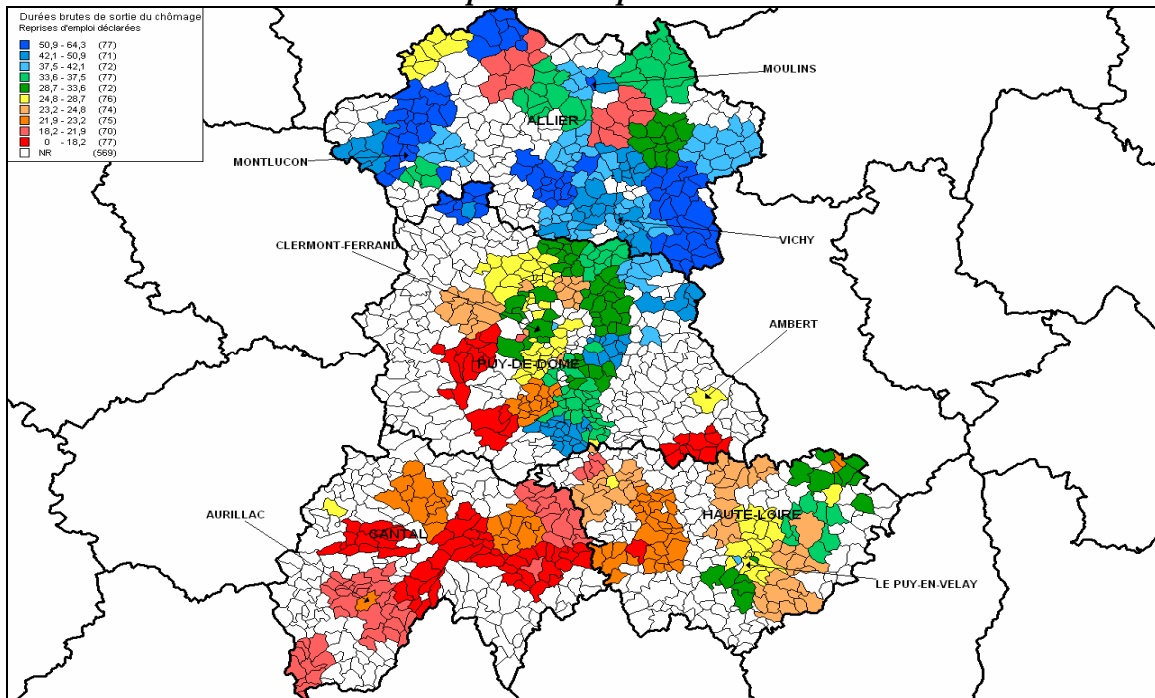 Durées brutes de sortie du chômage
Reprises d'emploi déclarées
50,9 - 64,3 (77)
42,1 - 50,9 (71)
37,5 - 42,1 (72)
33,6 - 37,5 (77)
28,7 - 33,6 (72)
24,8 - 28,7 (76)
23,2 - 24,8 (74)
21,9 - 23,2 (75)
18,2 - 21,9 (70)
0 - 18,2 (77)
NR (569)
MOULINS
ALLIER
MONTLUCON
VICHY
CLERMONT-FERRAND
AMBERT
PUY-DE-DOME
AURILLAC
CANTAL
HAUTE-LOIRE
LE PUY-EN-VELAY